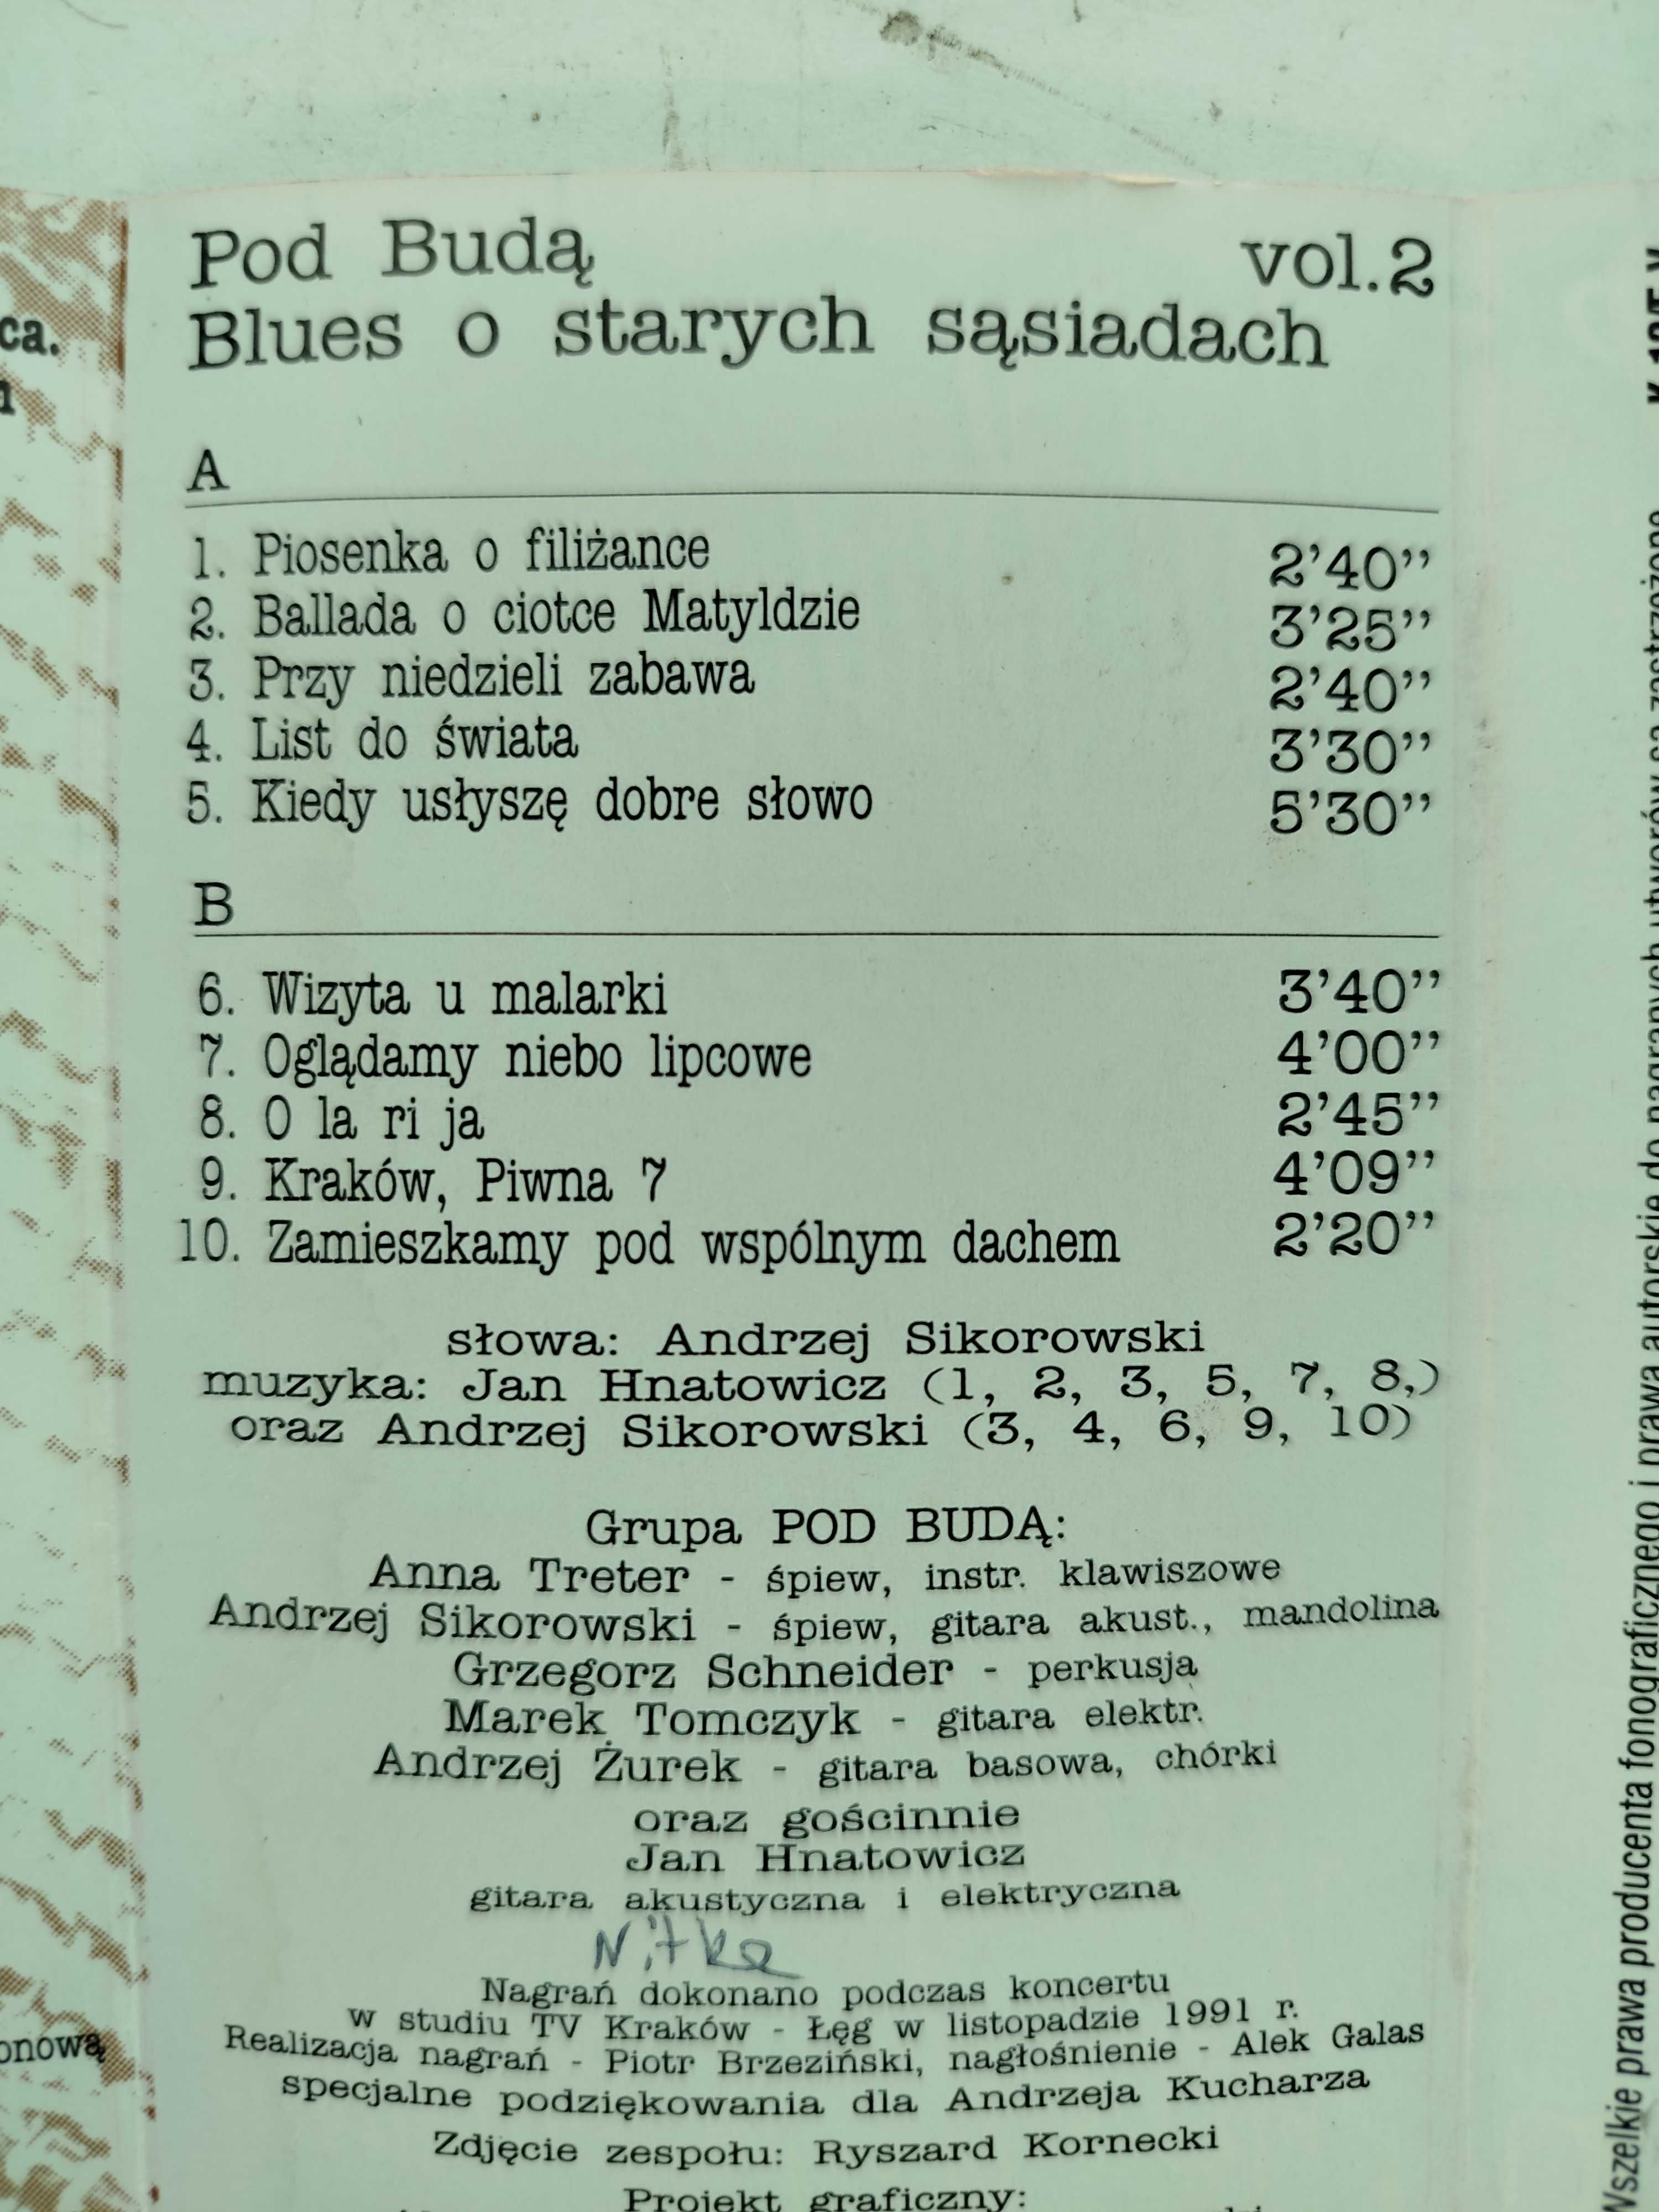 Pod Budą vol.2
Blues o starych sąsiadach
A
1. Piosenka o filiżance 2'40''
2. Ballada o ciotce Matyldzie 3'25''
3. Przy niedzieli zabawa 2'40''
4. List do świata 3'30''
5. Kiedy usłyszę dobre słowo 5'30''
B
6. Wizyta u malarki 3'40''
7. Oglądamy niebo lipcowe 4'00''
8. O la ri ja 2'45''
9. Kraków, Piwna 7 4'09''
10. Zamieszkamy pod wspólnym dachem 2'20''
słowa: Andrzej Sikorowski
muzyka: Jan Hnatowicz (1, 2, 3, 5, 7, 8,)
oraz Andrzej Sikorowski (3, 4, 6, 9, 10)
Grupa POD BUDĄ:
Anna Treter - śpiew, instr. klawiszowe
Andrzej Sikorowski - śpiew, gitara akust., mandolina
Grzegorz Schneider - perkusja
Marek Tomczyk - gitara elektr.
Andrzej Żurek - gitara basowa, chórki
oraz gościnnie
Jan Hnatowicz
gitara akustyczna i elektryczna
Nitka
Nagrań dokonano podczas koncertu
w studiu TV Kraków - Łęg w listopadzie 1991 r.
Realizacja nagrań - Piotr Brzeziński, nagłośnienie - Alek Galas
specjalne podziękowania dla Andrzeja Kucharza
Zdjęcie zespołu: Ryszard Kornecki
Projekt graficzny:
Wszelkie prawa producenta fonograficznego i prawa autorskie do nagranych utworów są zastrzeżone